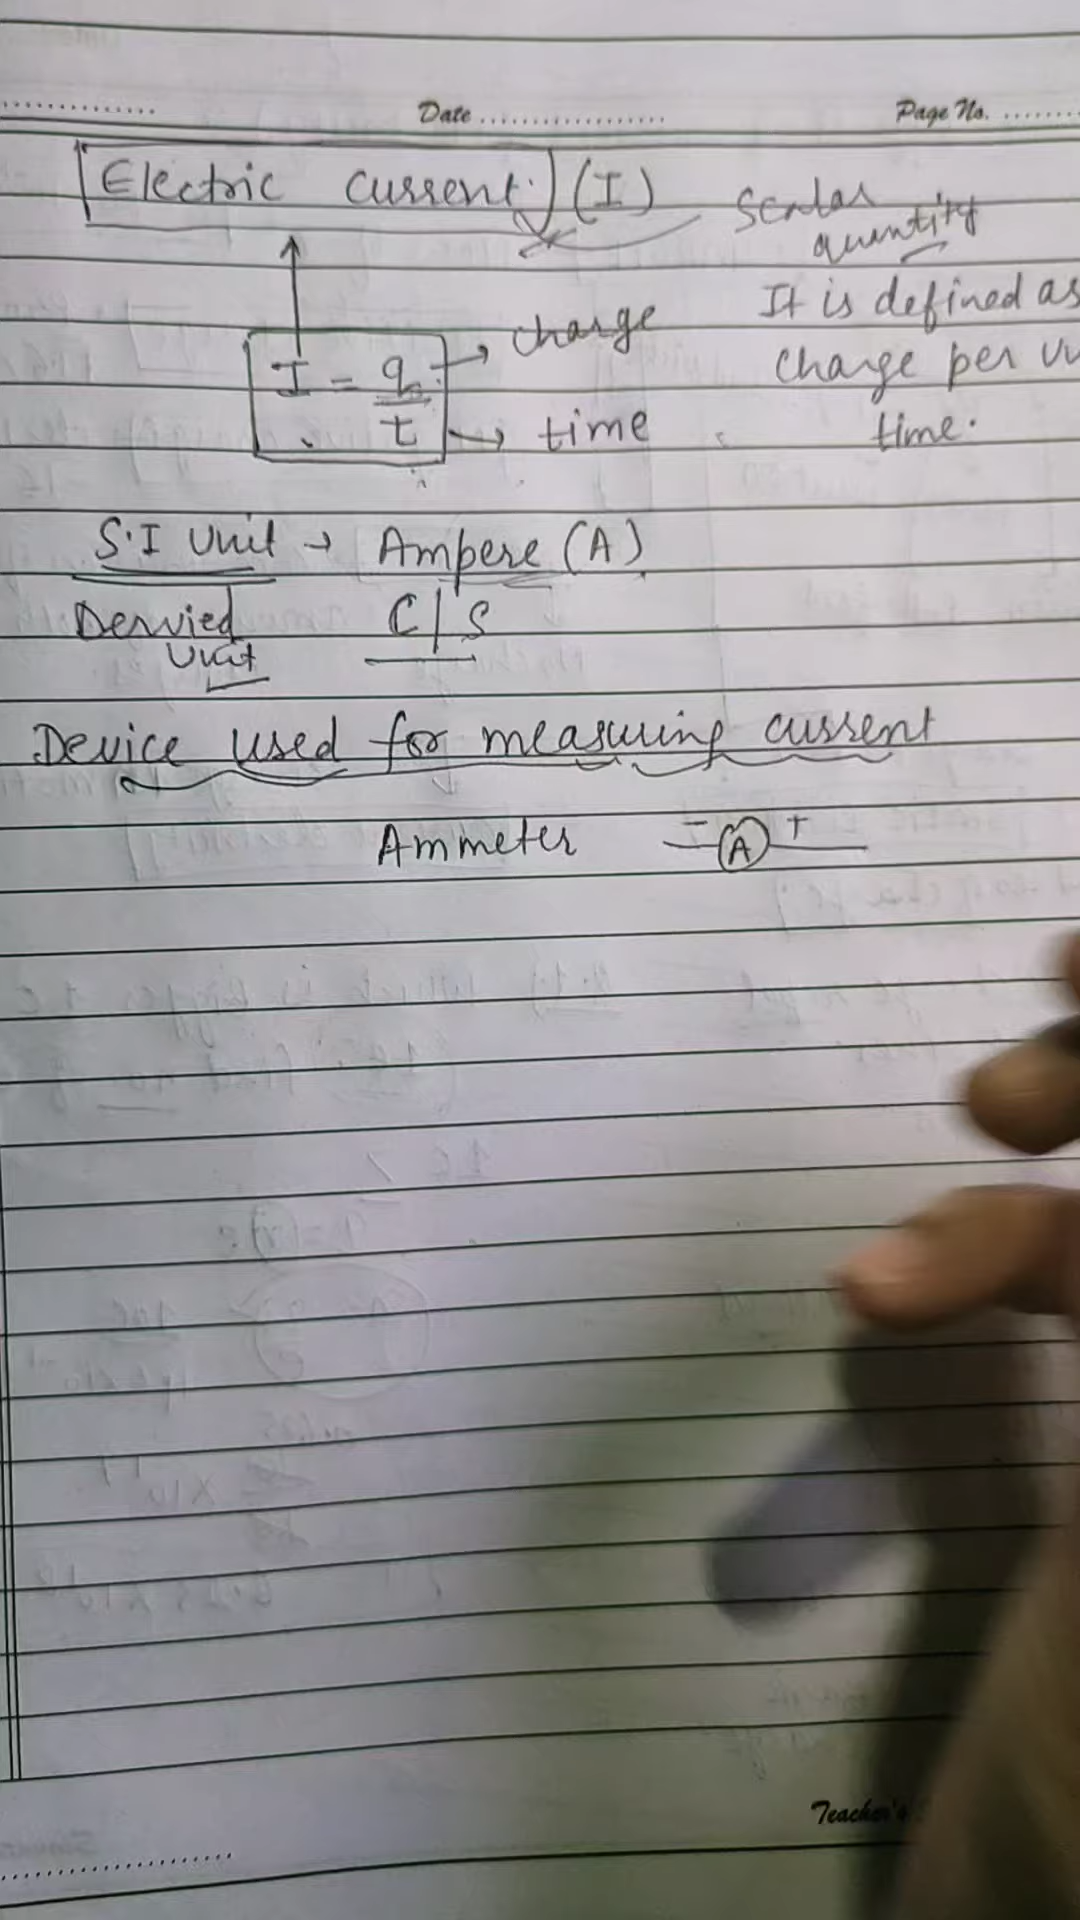 Date ..................
Page No. ........
Electric current (I)
Scalar
quantity
It is defined as
charge per
time.
I = q/t
charge
time
S.I Unit → Ampere (A)
Dervied
Unit
C/S
Device used for measuring current
Ammeter
- A +
Teacher's